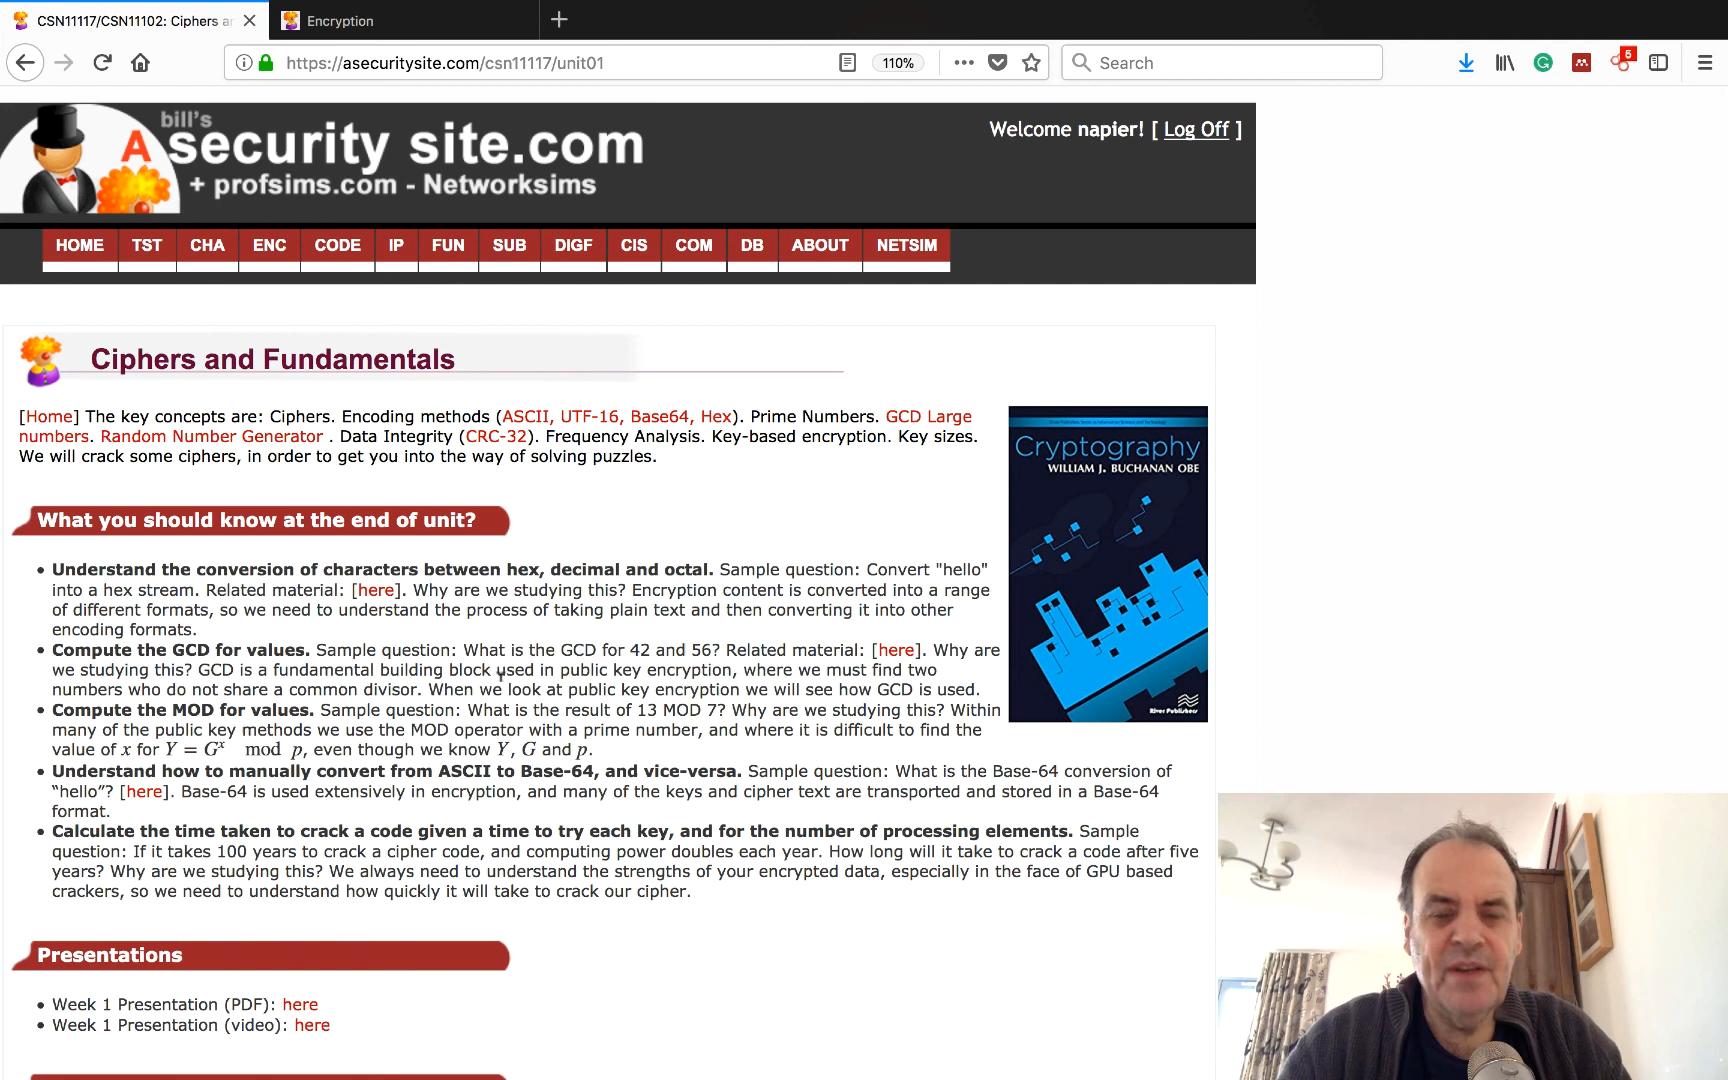 CSN11117/CSN11102: Ciphers ar
Encryption
https://asecuritysite.com/csn11117/unit01
110%
Search
5
bill's
A security site.com
+ profsims.com - Networksims
Welcome napier! [ Log Off ]
HOME TST CHA ENC CODE IP FUN SUB DIGF CIS COM DB ABOUT NETSIM
Ciphers and Fundamentals
[Home] The key concepts are: Ciphers. Encoding methods (ASCII, UTF-16, Base64, Hex). Prime Numbers. GCD Large
numbers. Random Number Generator . Data Integrity (CRC-32). Frequency Analysis. Key-based encryption. Key sizes.
We will crack some ciphers, in order to get you into the way of solving puzzles.
Cryptography
WILLIAM J. BUCHANAN OBE
River Publishers
What you should know at the end of unit?
• Understand the conversion of characters between hex, decimal and octal. Sample question: Convert "hello"
into a hex stream. Related material: [here]. Why are we studying this? Encryption content is converted into a range
of different formats, so we need to understand the process of taking plain text and then converting it into other
encoding formats.
• Compute the GCD for values. Sample question: What is the GCD for 42 and 56? Related material: [here]. Why are
we studying this? GCD is a fundamental building block used in public key encryption, where we must find two
numbers who do not share a common divisor. When we look at public key encryption we will see how GCD is used.
• Compute the MOD for values. Sample question: What is the result of 13 MOD 7? Why are we studying this? Within
many of the public key methods we use the MOD operator with a prime number, and where it is difficult to find the
value of x for Y = G^x mod p, even though we know Y, G and p.
• Understand how to manually convert from ASCII to Base-64, and vice-versa. Sample question: What is the Base-64 conversion of
“hello”? [here]. Base-64 is used extensively in encryption, and many of the keys and cipher text are transported and stored in a Base-64
format.
• Calculate the time taken to crack a code given a time to try each key, and for the number of processing elements. Sample
question: If it takes 100 years to crack a cipher code, and computing power doubles each year. How long will it take to crack a code after five
years? Why are we studying this? We always need to understand the strengths of your encrypted data, especially in the face of GPU based
crackers, so we need to understand how quickly it will take to crack our cipher.
Presentations
• Week 1 Presentation (PDF): here
• Week 1 Presentation (video): here